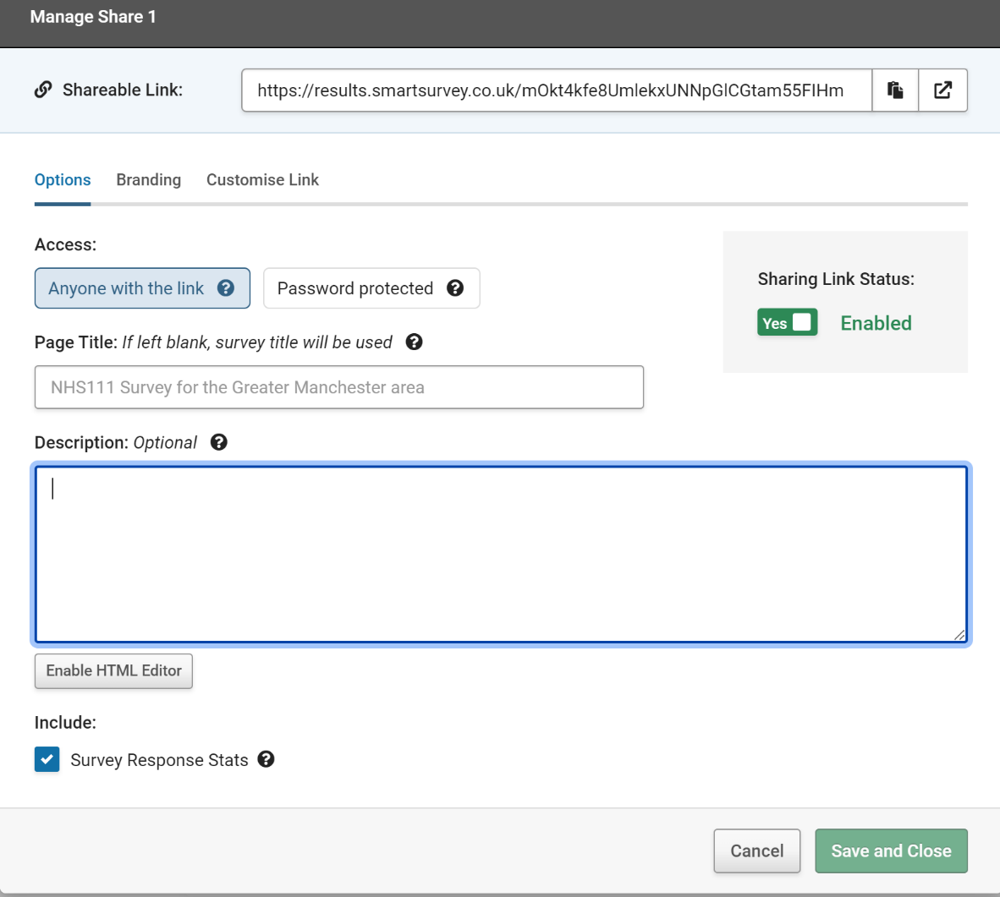 Manage Share 1
Shareable Link:
https://results.smartsurvey.co.uk/mOkt4kfe8UmlekxUNNpGlCGtam55FIHm
Options Branding Customise Link
Access:
Anyone with the link ? Password protected ?
Sharing Link Status:
Yes Enabled
Page Title: If left blank, survey title will be used ?
NHS111 Survey for the Greater Manchester area
Description: Optional ?
Enable HTML Editor
Include:
Survey Response Stats ?
Cancel Save and Close